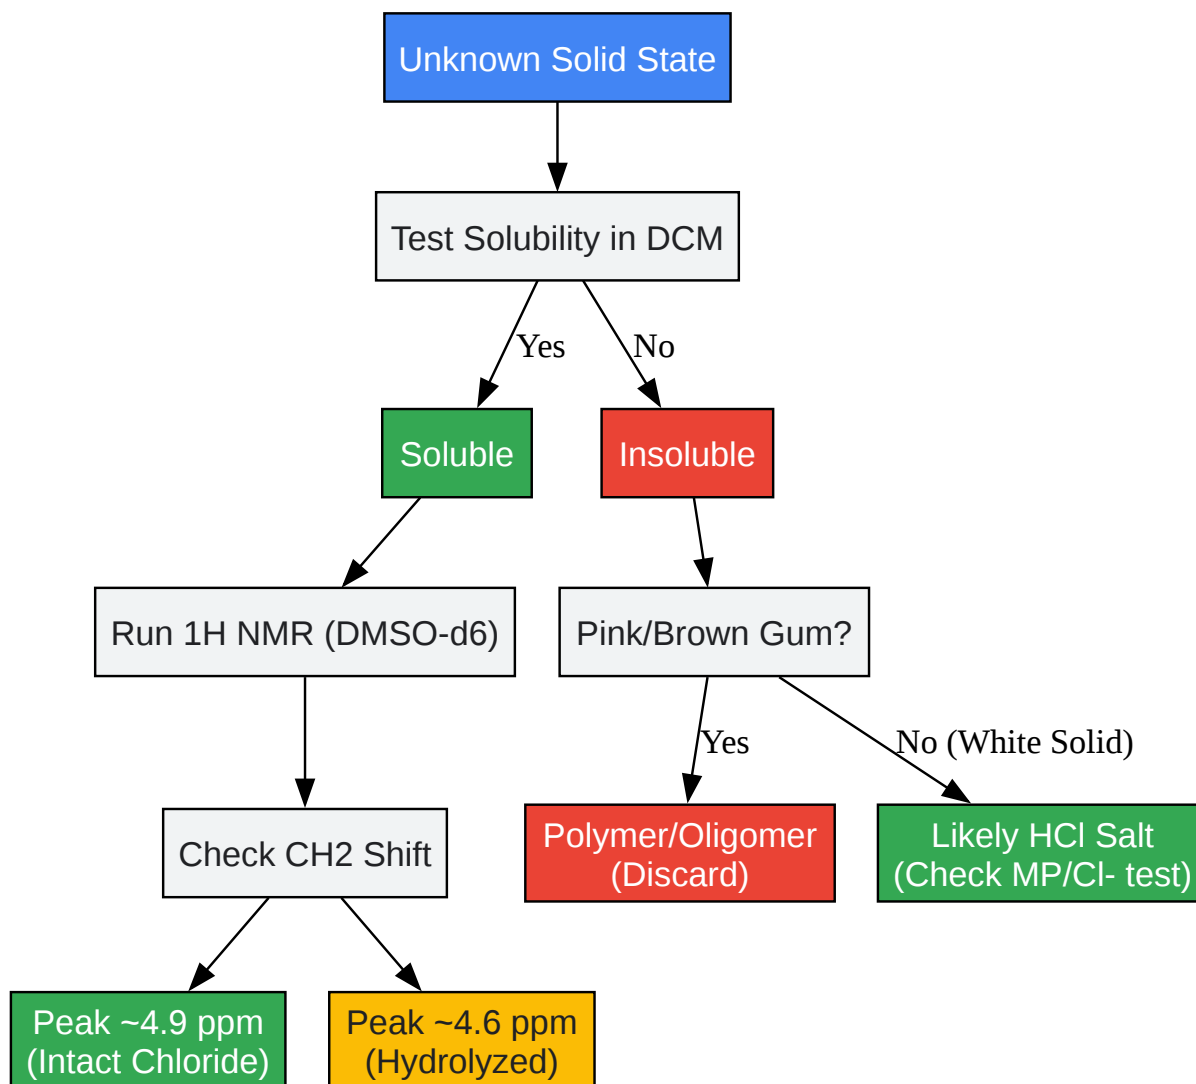 Unknown Solid State
Test Solubility in DCM
Yes
No
Soluble
Insoluble
Run 1H NMR (DMSO-d6)
Pink/Brown Gum?
Yes
No (White Solid)
Check CH2 Shift
Polymer/Oligomer
(Discard)
Likely HCl Salt
(Check MP/Cl- test)
Peak ~4.9 ppm
(Intact Chloride)
Peak ~4.6 ppm
(Hydrolyzed)